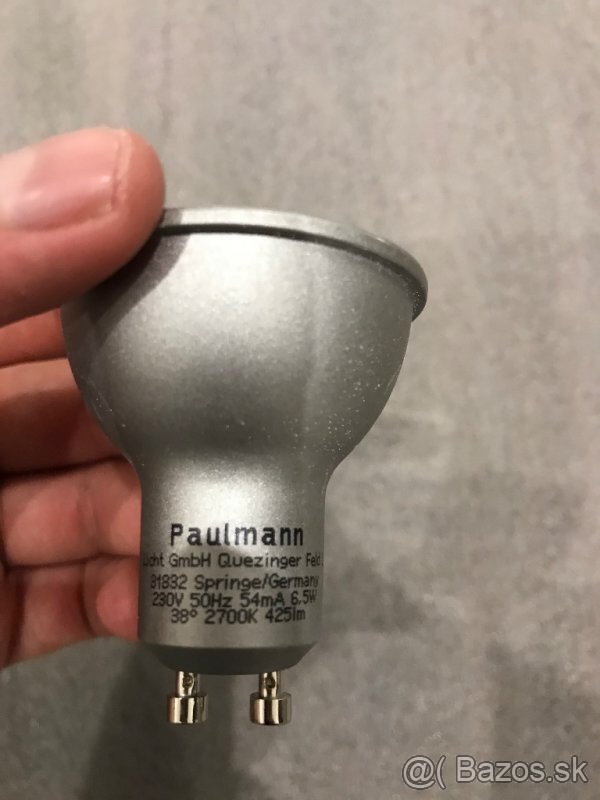 Paulmann
Licht GmbH Quezinger Feld
31832 Springe/Germany
230V 50Hz 54mA 6,5W
38° 2700K 425lm
@( Bazos.sk